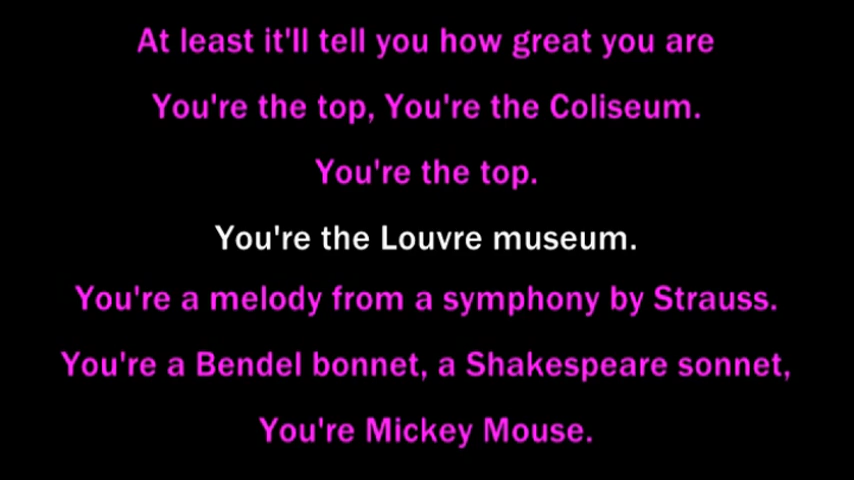 At least it'll tell you how great you are
You're the top, You're the Coliseum.
You're the top.
You're the Louvre museum.
You're a melody from a symphony by Strauss.
You're a Bendel bonnet, a Shakespeare sonnet,
You're Mickey Mouse.